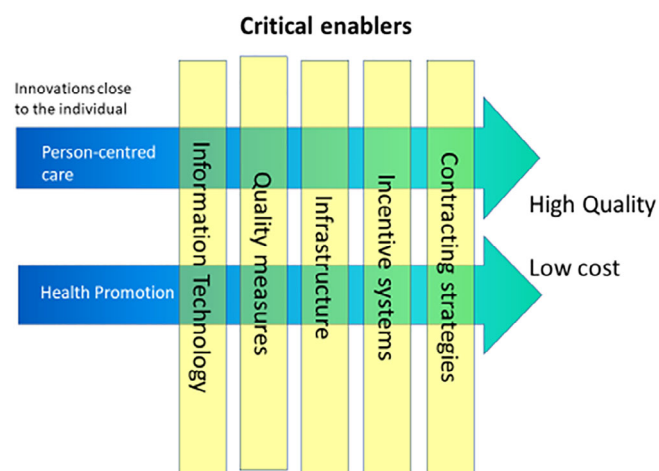 Critical enablers
Innovations close
to the individual
Person-centred
care
Health Promotion
Information Technology
Quality measures
Infrastructure
Incentive systems
Contracting strategies
High Quality
Low cost